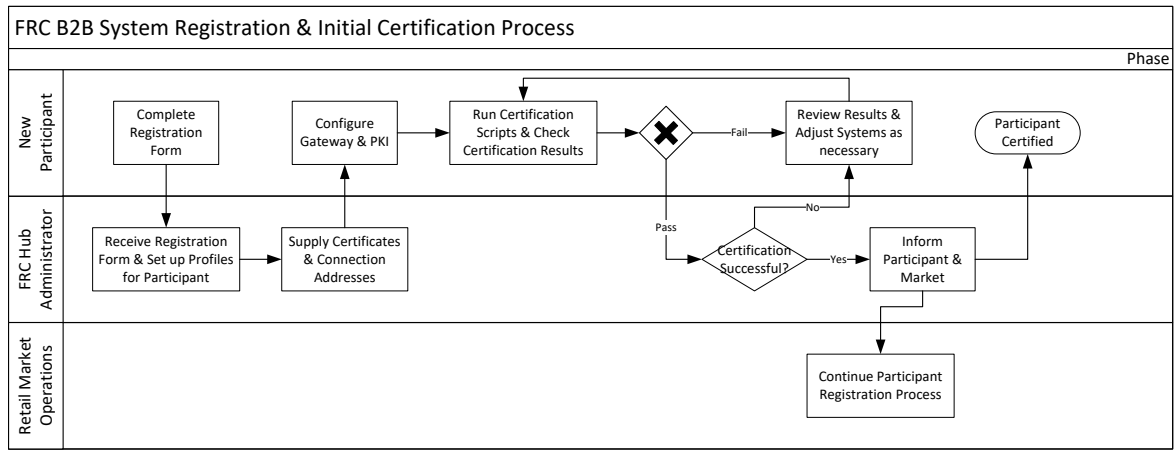 FRC B2B System Registration & Initial Certification Process
Phase
New
Participant
Complete
Registration
Form
Configure
Gateway & PKI
Run Certification
Scripts & Check
Certification Results
Fail
Review Results &
Adjust Systems as
necessary
Participant
Certified
FRC Hub
Administrator
Receive Registration
Form & Set up Profiles
for Participant
Supply Certificates
& Connection
Addresses
Pass
Certification
Successful?
No
Yes
Inform
Participant &
Market
Retail Market
Operations
Continue Participant
Registration Process